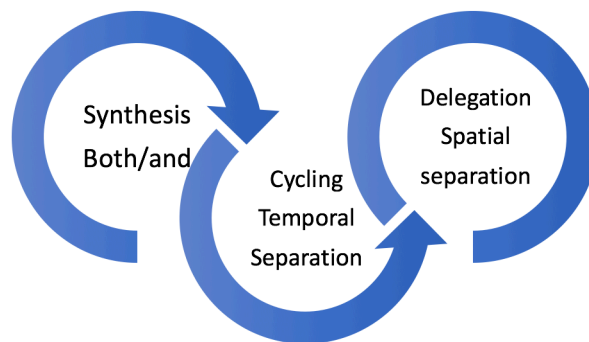 Synthesis
Both/and
Cycling
Temporal
Separation
Delegation
Spatial
separation